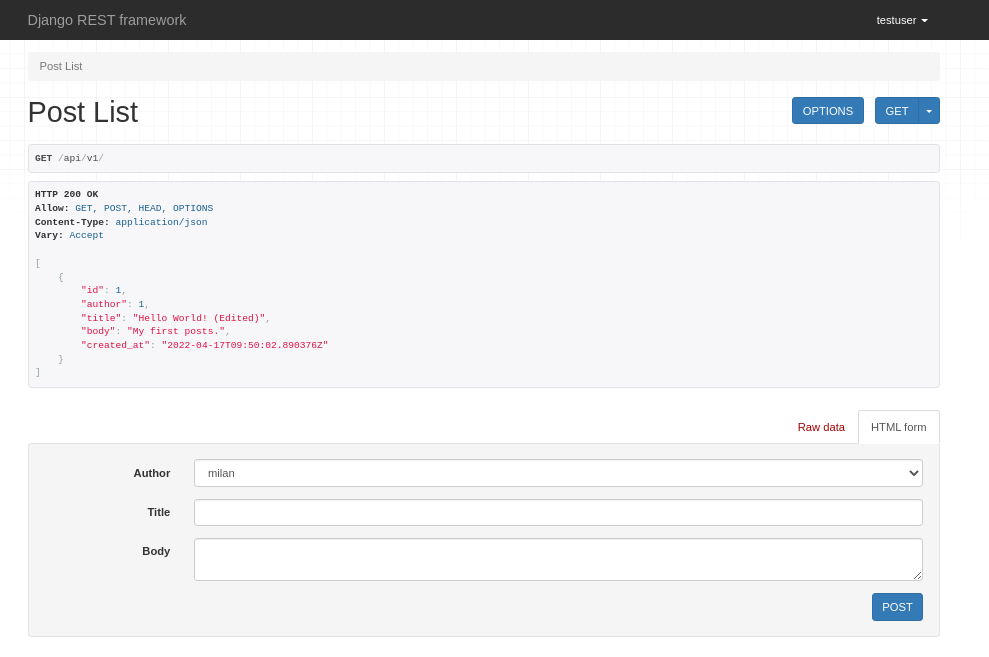 Django REST framework
testuser
Post List
Post List
OPTIONS
GET
GET /api/v1/
HTTP 200 OK
Allow: GET, POST, HEAD, OPTIONS
Content-Type: application/json
Vary: Accept
[
    {
        "id": 1,
        "author": 1,
        "title": "Hello World! (Edited)",
        "body": "My first posts.",
        "created_at": "2022-04-17T09:50:02.890376Z"
    }
]
Raw data
HTML form
Author
milan
Title
Body
POST